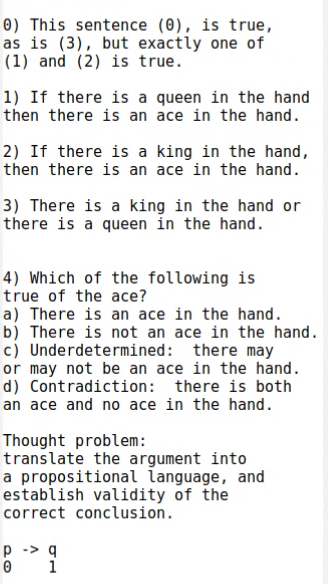 0) This sentence (0), is true,
as is (3), but exactly one of
(1) and (2) is true.
1) If there is a queen in the hand
then there is an ace in the hand.
2) If there is a king in the hand,
then there is an ace in the hand.
3) There is a king in the hand or
there is a queen in the hand.
4) Which of the following is
true of the ace?
a) There is an ace in the hand.
b) There is not an ace in the hand.
c) Underdetermined:  there may
or may not be an ace in the hand.
d) Contradiction:  there is both
an ace and no ace in the hand.
Thought problem:
translate the argument into
a propositional language, and
establish validity of the
correct conclusion.
p -> q
0    1